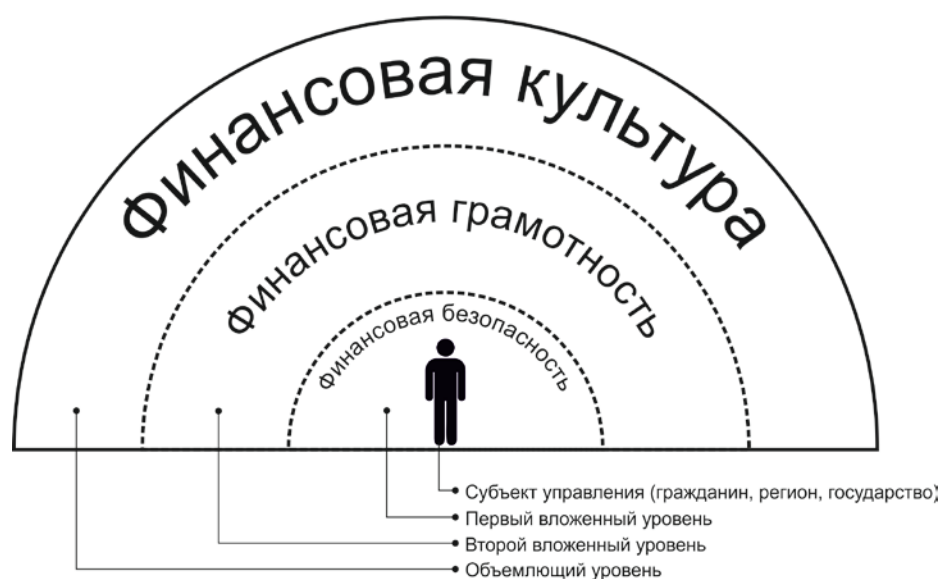 Финансовая культура
Финансовая грамотность
Финансовая безопасность
Субъект управления (гражданин, регион, государство)
Первый вложенный уровень
Второй вложенный уровень
Объемлющий уровень